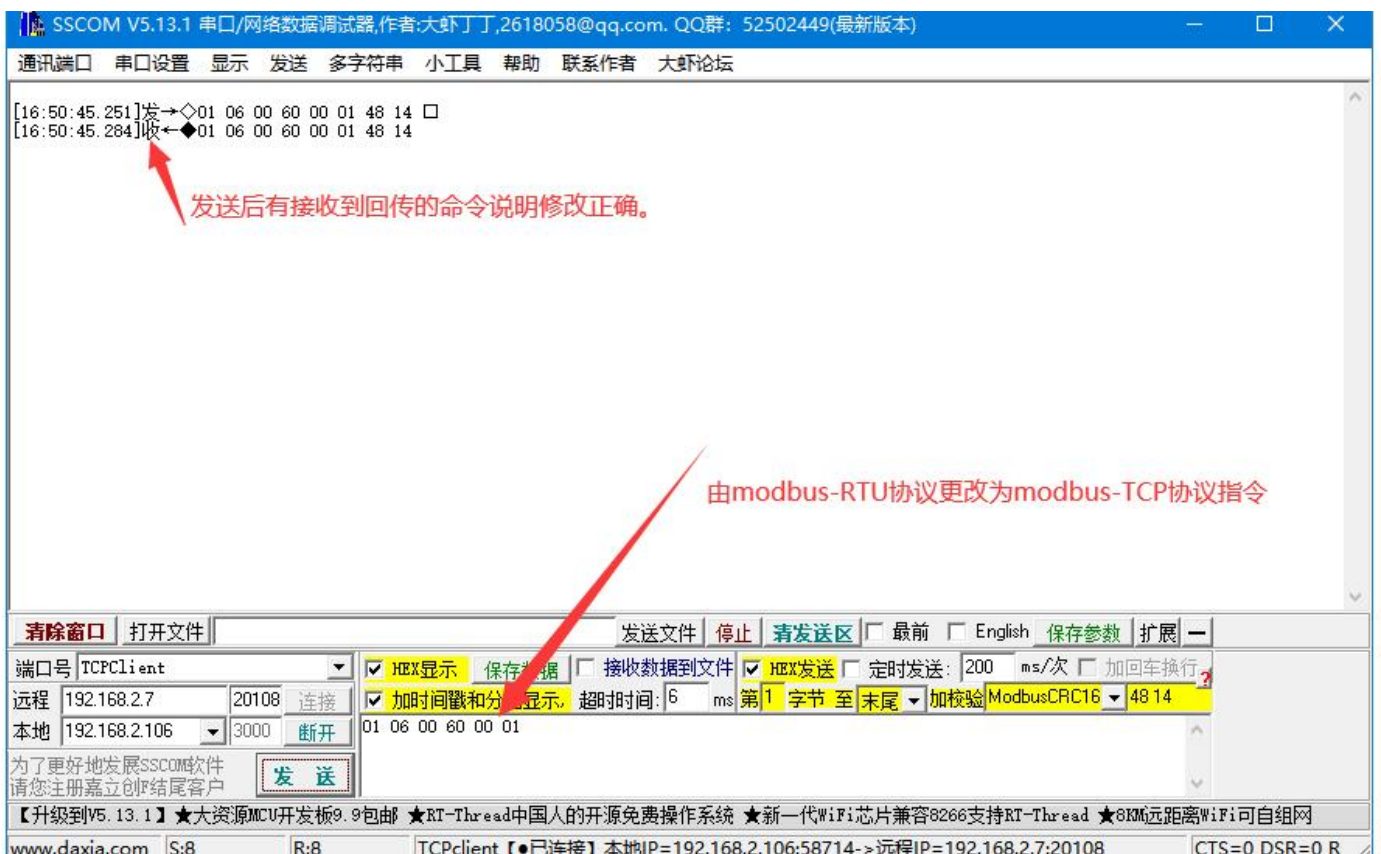 SSCOM V5.13.1 串口/网络数据调试器,作者:大虾丁丁,2618058@qq.com. QQ群: 52502449(最新版本)
通讯端口 串口设置 显示 发送 多字符串 小工具 帮助 联系作者 大虾论坛
[16:50:45.251]发→◇01 06 00 60 00 01 48 14 □
[16:50:45.284]收←◆01 06 00 60 00 01 48 14
发送后有接收到回传的命令说明修改正确。
由modbus-RTU协议更改为modbus-TCP协议指令
清除窗口 打开文件 发送文件 停止 清发送区 最前 English 保存参数 扩展 —
端口号 TCPClient HEX显示 保存数据 接收数据到文件 HEX发送 定时发送: 200 ms/次 加回车换行 ?
远程 192.168.2.7 20108 连接 加时间戳和分包显示, 超时时间: 6 ms 第 1 字节 至 末尾 加校验 ModbusCRC16 48 14
本地 192.168.2.106 3000 断开 01 06 00 60 00 01
为了更好地发展SSCOM软件
请您注册嘉立创F结尾客户 发 送
【升级到V5.13.1】★大资源MCU开发板9.9包邮 ★RT-Thread中国人的开源免费操作系统 ★新一代WiFi芯片兼容8266支持RT-Thread ★8KM远距离WiFi可自组网
www.daxia.com S:8 R:8 TCPclient【●已连接】本地IP=192.168.2.106:58714->远程IP=192.168.2.7:20108 CTS=0 DSR=0 R